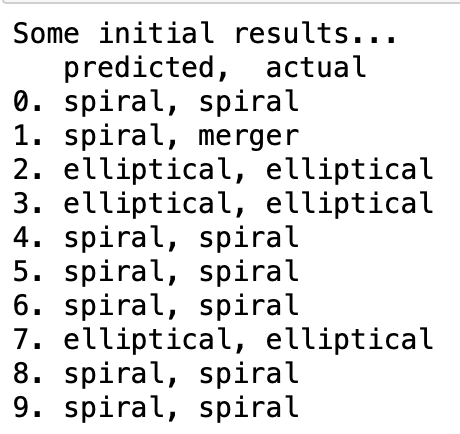 Some initial results...
predicted,  actual
0. spiral, spiral
1. spiral, merger
2. elliptical, elliptical
3. elliptical, elliptical
4. spiral, spiral
5. spiral, spiral
6. spiral, spiral
7. elliptical, elliptical
8. spiral, spiral
9. spiral, spiral